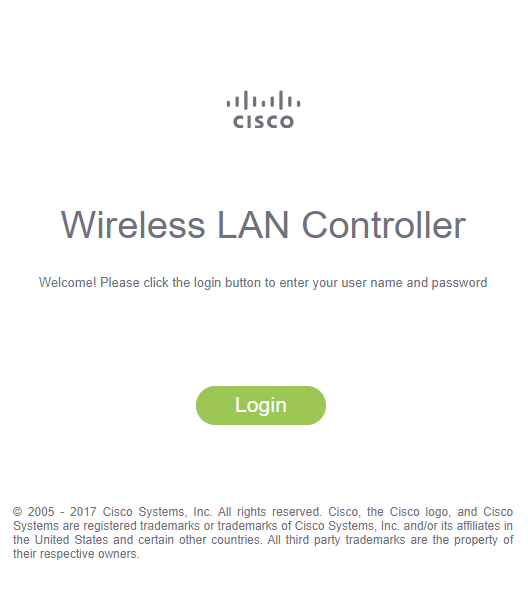 CISCO
Wireless LAN Controller
Welcome! Please click the login button to enter your user name and password
Login
© 2005 - 2017 Cisco Systems, Inc. All rights reserved. Cisco, the Cisco logo, and Cisco
Systems are registered trademarks or trademarks of Cisco Systems, Inc. and/or its affiliates in
the United States and certain other countries. All third party trademarks are the property of
their respective owners.